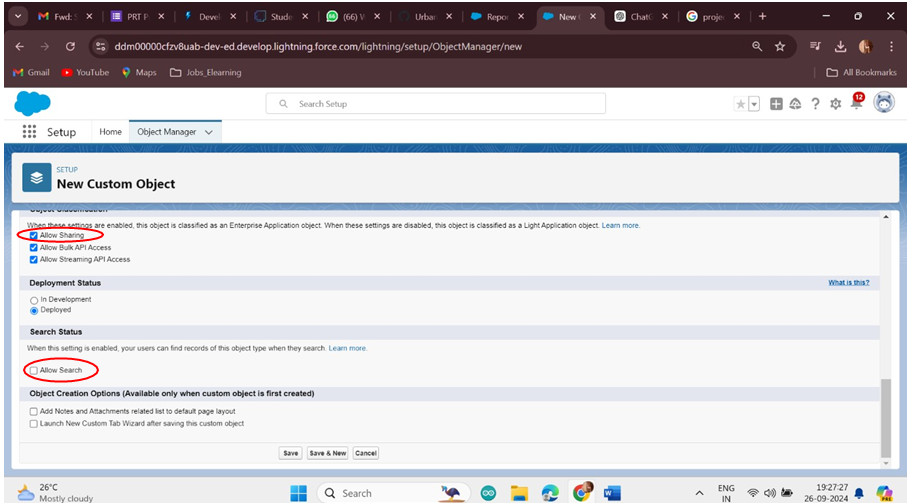 Fwd: S
PRT P
Devel
Stude
(66) W
Urban
Repor
New C
ChatG
projec
ddm00000cfzv8uab-dev-ed.develop.lightning.force.com/lightning/setup/ObjectManager/new
Gmail
YouTube
Maps
Jobs_Elearning
All Bookmarks
Search Setup
12
Setup
Home
Object Manager
SETUP
New Custom Object
Object Classification
When these settings are enabled, this object is classified as an Enterprise Application object. When these settings are disabled, this object is classified as a Light Application object. Learn more.
Allow Sharing
Allow Bulk API Access
Allow Streaming API Access
Deployment Status
What is this?
In Development
Deployed
Search Status
When this setting is enabled, your users can find records of this object type when they search. Learn more.
Allow Search
Object Creation Options (Available only when custom object is first created)
Add Notes and Attachments related list to default page layout
Launch New Custom Tab Wizard after saving this custom object
Save
Save & New
Cancel
26°C
Mostly cloudy
Search
ENG
IN
19:27:27
26-09-2024
PRE